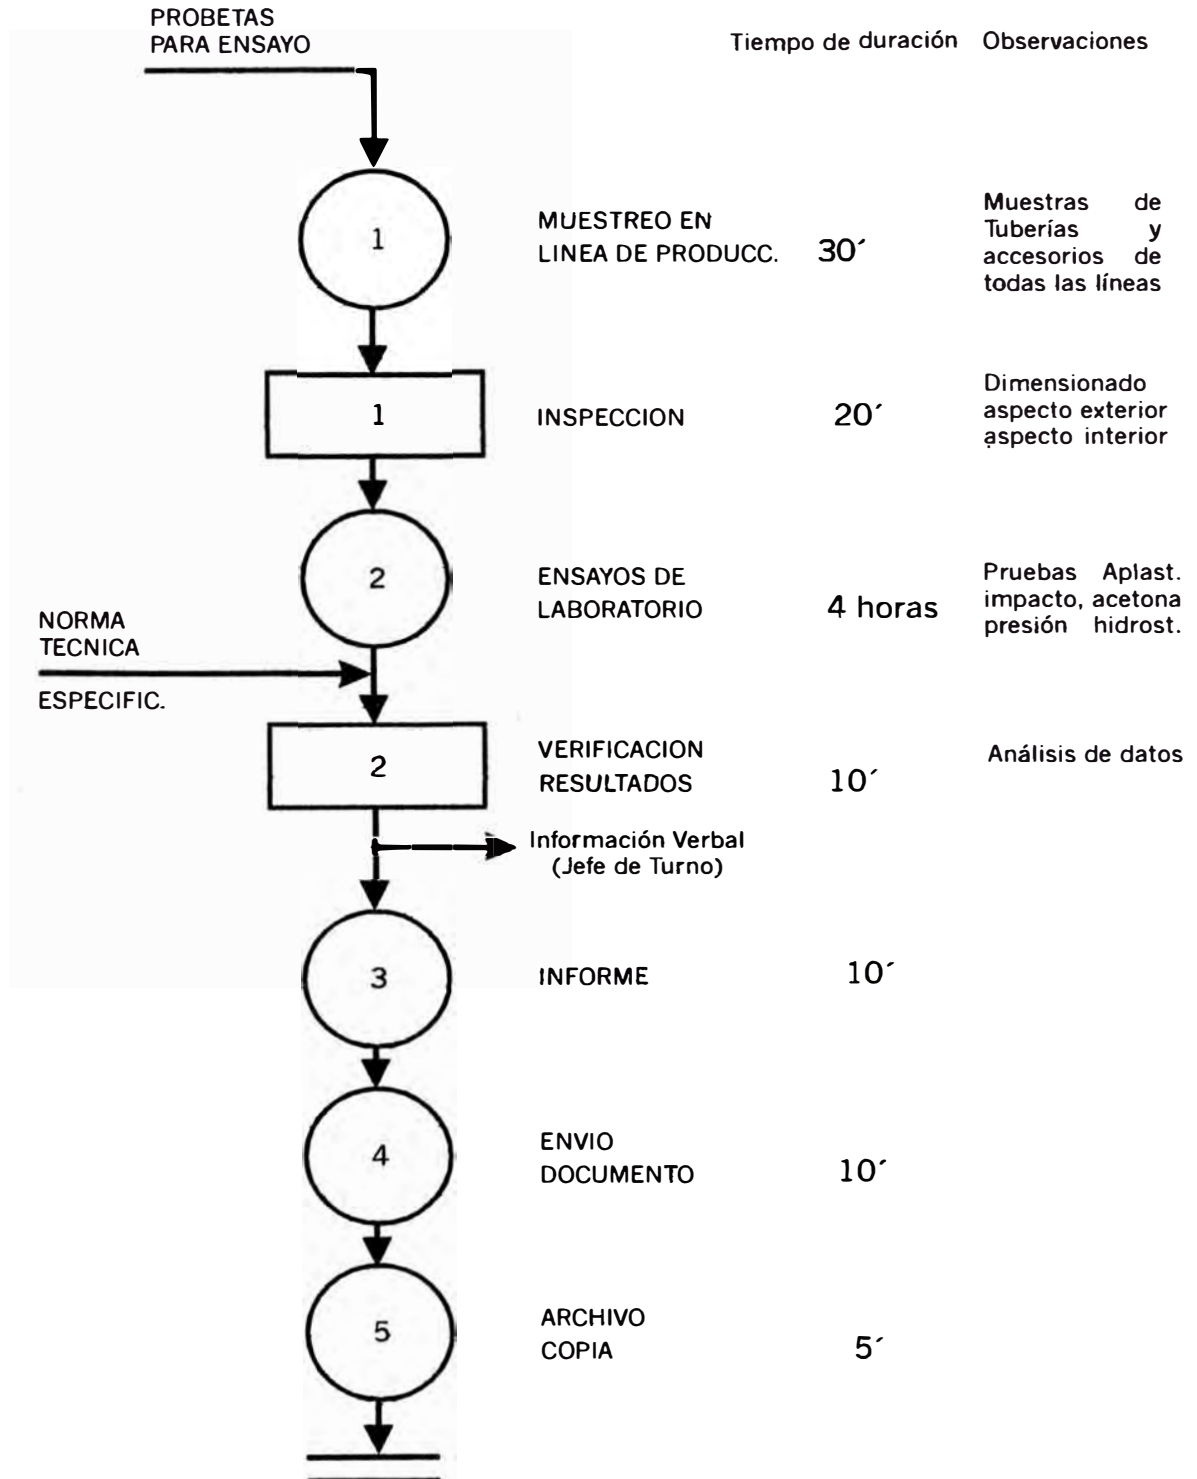 PROBETAS
PARA ENSAYO
Tiempo de duración Observaciones
1
MUESTREO EN
LINEA DE PRODUCC. 30´
Muestras de
Tuberías y
accesorios de
todas las líneas
1
INSPECCION 20´
Dimensionado
aspecto exterior
aspecto interior
2
ENSAYOS DE
LABORATORIO 4 horas
Pruebas Aplast.
impacto, acetona
presión hidrost.
NORMA
TECNICA
ESPECIFIC.
2
VERIFICACION
RESULTADOS 10´
Análisis de datos
Información Verbal
(Jefe de Turno)
3
INFORME 10´
4
ENVIO
DOCUMENTO 10´
5
ARCHIVO
COPIA 5´